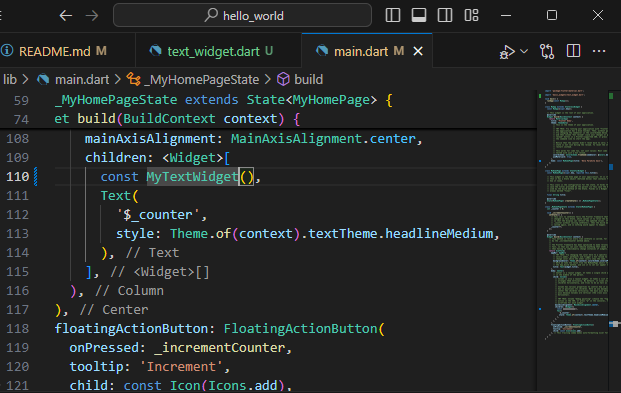 hello_world
README.md M
text_widget.dart U
main.dart M
lib > main.dart > _MyHomePageState > build
59 _MyHomePageState extends State<MyHomePage> {
74 et build(BuildContext context) {
108 mainAxisAlignment: MainAxisAlignment.center,
109 children: <Widget>[
110 const MyTextWidget(),
111 Text(
112 '$_counter',
113 style: Theme.of(context).textTheme.headlineMedium,
114 ), // Text
115 ], // <Widget>[]
116 ), // Column
117 ), // Center
118 floatingActionButton: FloatingActionButton(
119 onPressed: _incrementCounter,
120 tooltip: 'Increment',
121 child: const Icon(Icons.add),